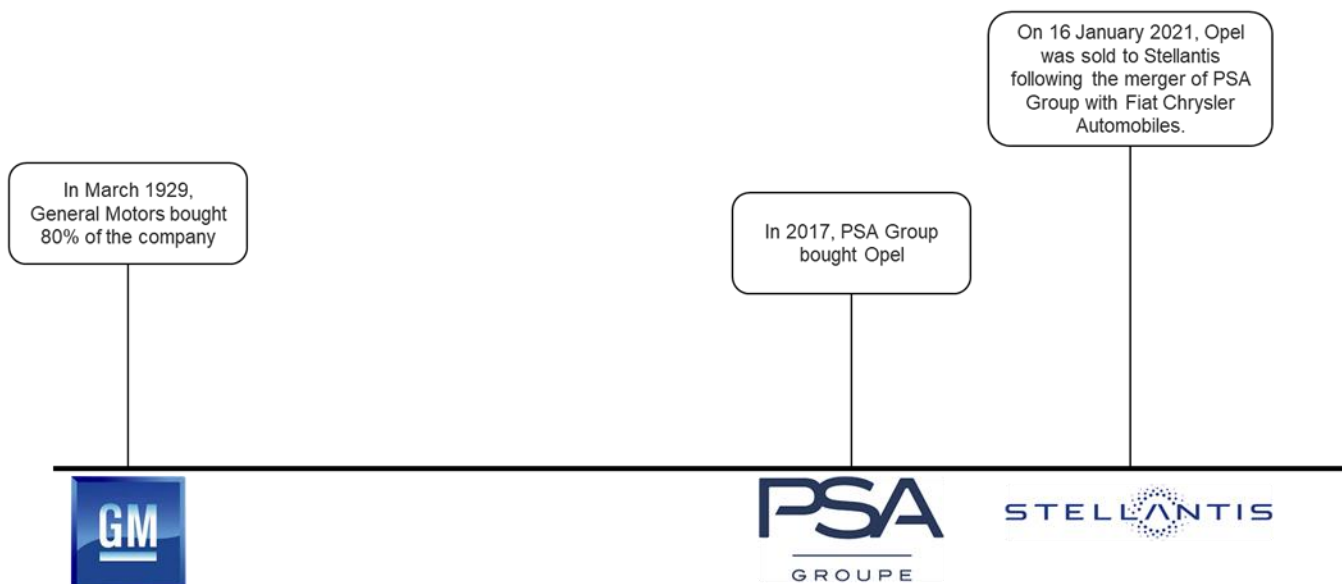 On 16 January 2021, Opel
was sold to Stellantis
following the merger of PSA
Group with Fiat Chrysler
Automobiles.
In March 1929,
General Motors bought
80% of the company
In 2017, PSA Group
bought Opel
GM
PSA
GROUPE
STELLANTIS